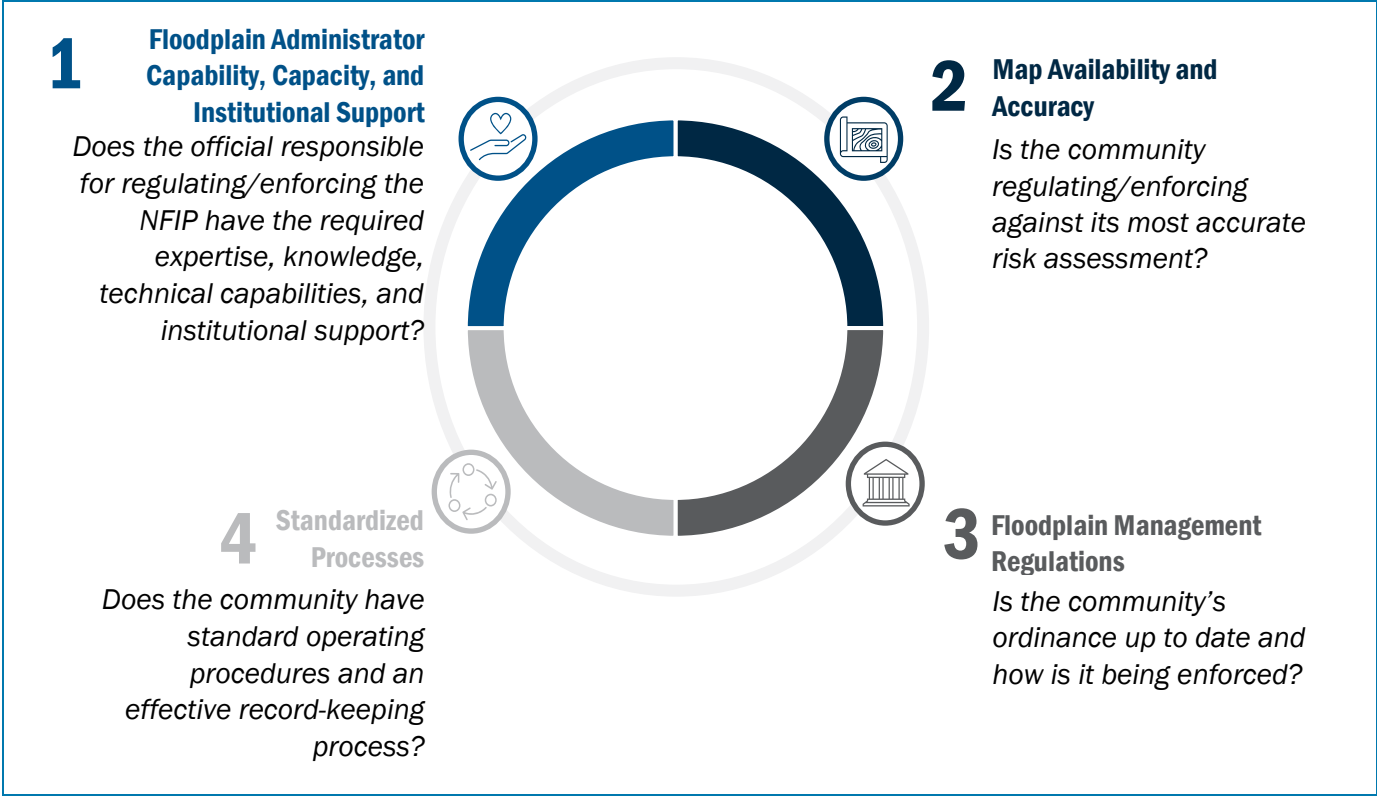 1
Floodplain Administrator
Capability, Capacity, and
Institutional Support
Does the official responsible
for regulating/enforcing the
NFIP have the required
expertise, knowledge,
technical capabilities, and
institutional support?
2
Map Availability and
Accuracy
Is the community
regulating/enforcing
against its most accurate
risk assessment?
3
Floodplain Management
Regulations
Is the community’s
ordinance up to date and
how is it being enforced?
4
Standardized
Processes
Does the community have
standard operating
procedures and an
effective record-keeping
process?